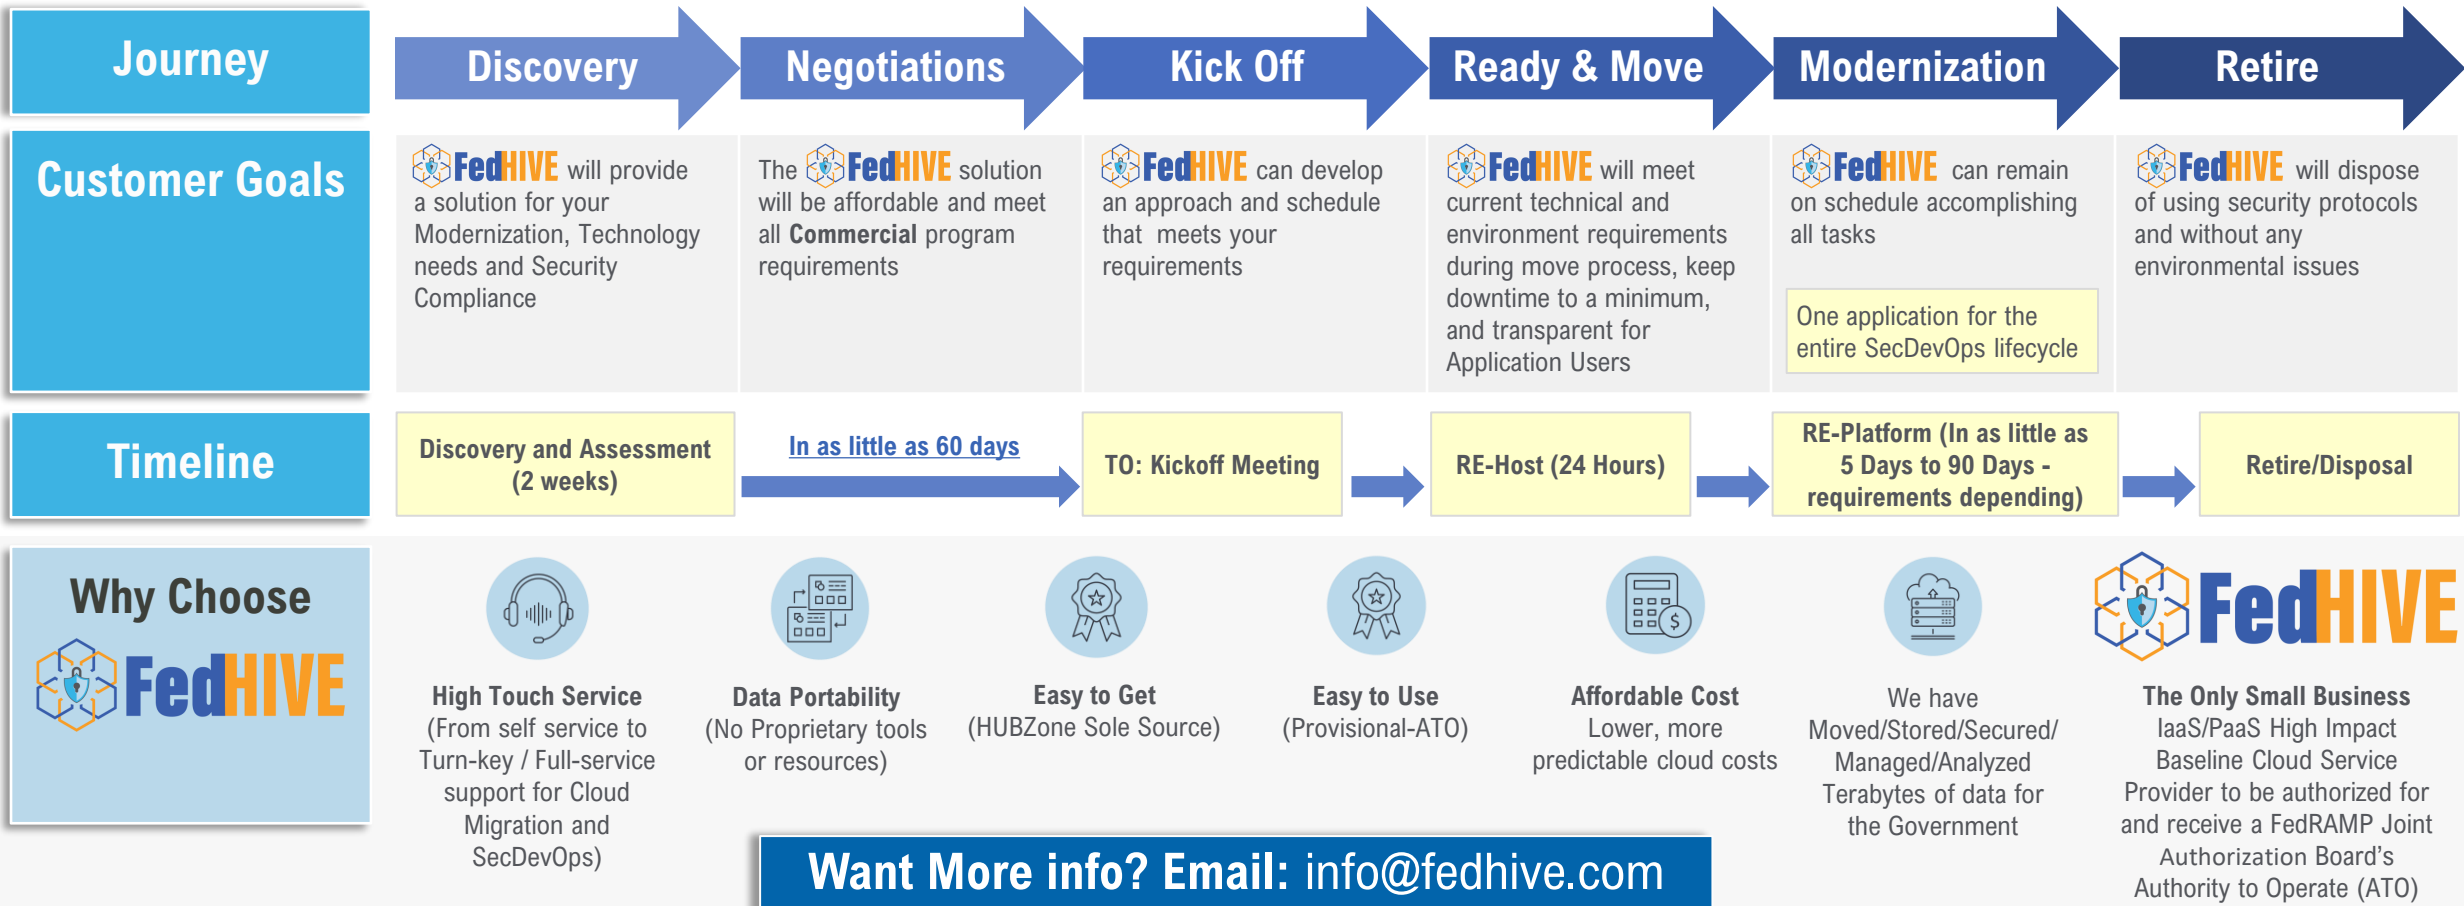 Journey
Discovery
Negotiations
Kick Off
Ready & Move
Modernization
Retire
Customer Goals
FedHIVE will provide
a solution for your
Modernization, Technology
needs and Security
Compliance
The FedHIVE solution
will be affordable and meet
all Commercial program
requirements
FedHIVE can develop
an approach and schedule
that meets your
requirements
FedHIVE will meet
current technical and
environment requirements
during move process, keep
downtime to a minimum,
and transparent for
Application Users
FedHIVE can remain
on schedule accomplishing
all tasks
One application for the
entire SecDevOps lifecycle
FedHIVE will dispose
of using security protocols
and without any
environmental issues
Timeline
Discovery and Assessment
(2 weeks)
In as little as 60 days
TO: Kickoff Meeting
RE-Host (24 Hours)
RE-Platform (In as little as
5 Days to 90 Days -
requirements depending)
Retire/Disposal
Why Choose
FedHIVE
High Touch Service
(From self service to
Turn-key / Full-service
support for Cloud
Migration and
SecDevOps)
Data Portability
(No Proprietary tools
or resources)
Easy to Get
(HUBZone Sole Source)
Easy to Use
(Provisional-ATO)
$
Affordable Cost
Lower, more
predictable cloud costs
We have
Moved/Stored/Secured/
Managed/Analyzed
Terabytes of data for
the Government
FedHIVE
The Only Small Business
IaaS/PaaS High Impact
Baseline Cloud Service
Provider to be authorized for
and receive a FedRAMP Joint
Authorization Board's
Authority to Operate (ATO)
Want More info? Email: info@fedhive.com